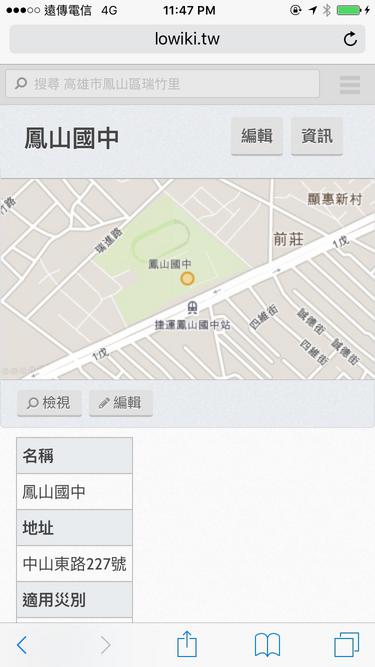 遠傳電信 4G 11:47 PM
lowiki.tw
搜尋 高雄市鳳山區瑞竹里
鳳山國中
編輯 資訊
顯惠新村
瑞進路
前莊
1戊
鳳山國中
捷運鳳山國中站
四維街
誠德街
四維街
誠德街
1戊
檢視 編輯
名稱
鳳山國中
地址
中山東路227號
適用災別